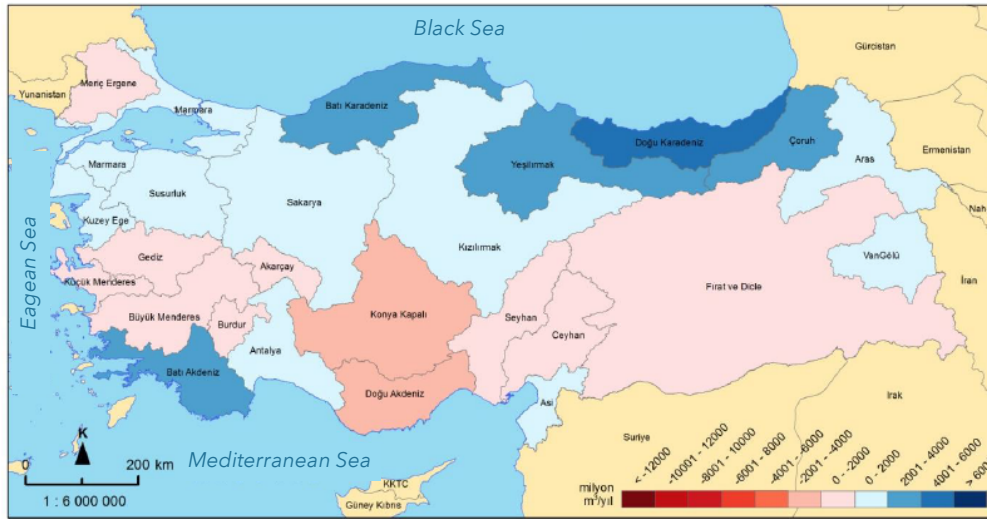 Black Sea
Gürcistan
Meriç Ergene
Yunanistan
Marmara
Batı Karadeniz
Doğu Karadeniz
Çoruh
Yeşilırmak
Ermenistan
Aras
Marmara
Susurluk
Sakarya
Nah
Kuzey Ege
Kızılırmak
Eagean Sea
Gediz
Akarçay
VanGölü
İran
Küçük Menderes
Fırat ve Dicle
Büyük Menderes
Burdur
Konya Kapalı
Seyhan
Ceyhan
Antalya
Batı Akdeniz
Doğu Akdeniz
Asi
Irak
K
Suriye
0 200 km
Mediterranean Sea
1 : 6 000 000
KKTC
Güney Kıbrıs
milyon
m³/yıl
< -12000
-10001 - 12000
-8001 - 10000
-6001 - 8000
-4001 - -6000
-2001 - -4000
0 - -2000
0 - 2000
2001 - 4000
4001 - 6000
> 600